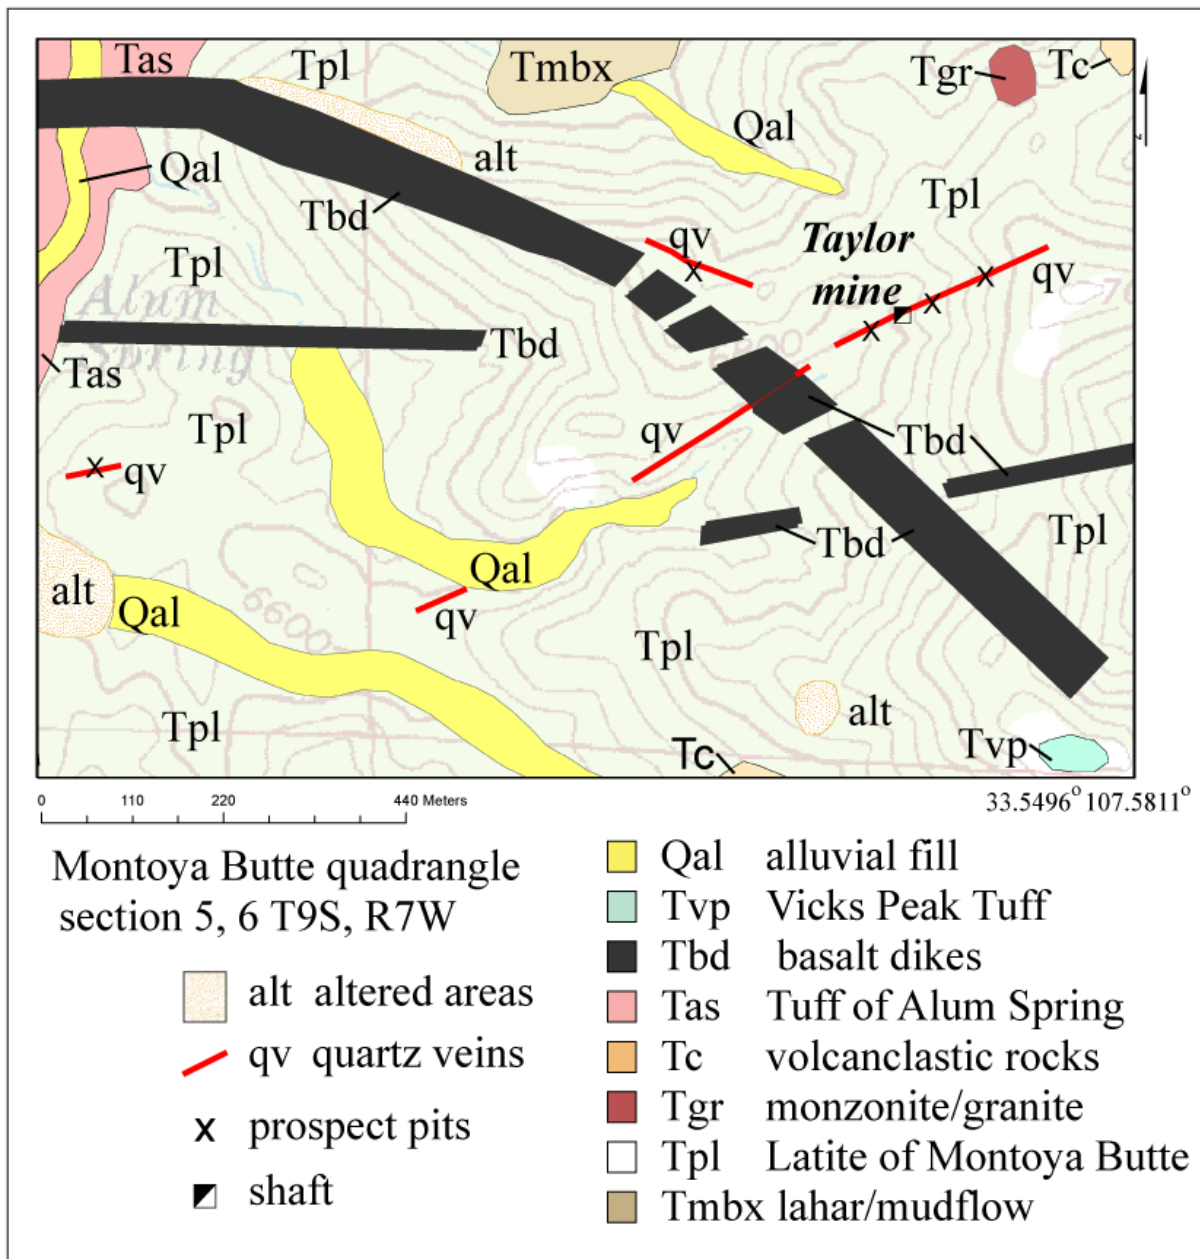 Tas
Tpl
Tmbx
Tgr
Tc
Qal
alt
Qal
Tbd
Tpl
z
Tpl
qv
Taylor
mine
qv
Alum
Spring
Tbd
Tas
Tpl
qv
Tbd
x qv
Tbd
Tpl
alt
Qal
Qal
qv
6600
Tpl
alt
Tpl
Tc
Tvp
0 110 220 440 Meters
33.5496° 107.5811°
Montoya Butte quadrangle
section 5, 6 T9S, R7W
alt altered areas
qv quartz veins
x prospect pits
shaft
Qal alluvial fill
Tvp Vicks Peak Tuff
Tbd basalt dikes
Tas Tuff of Alum Spring
Tc volcanclastic rocks
Tgr monzonite/granite
Tpl Latite of Montoya Butte
Tmbx lahar/mudflow